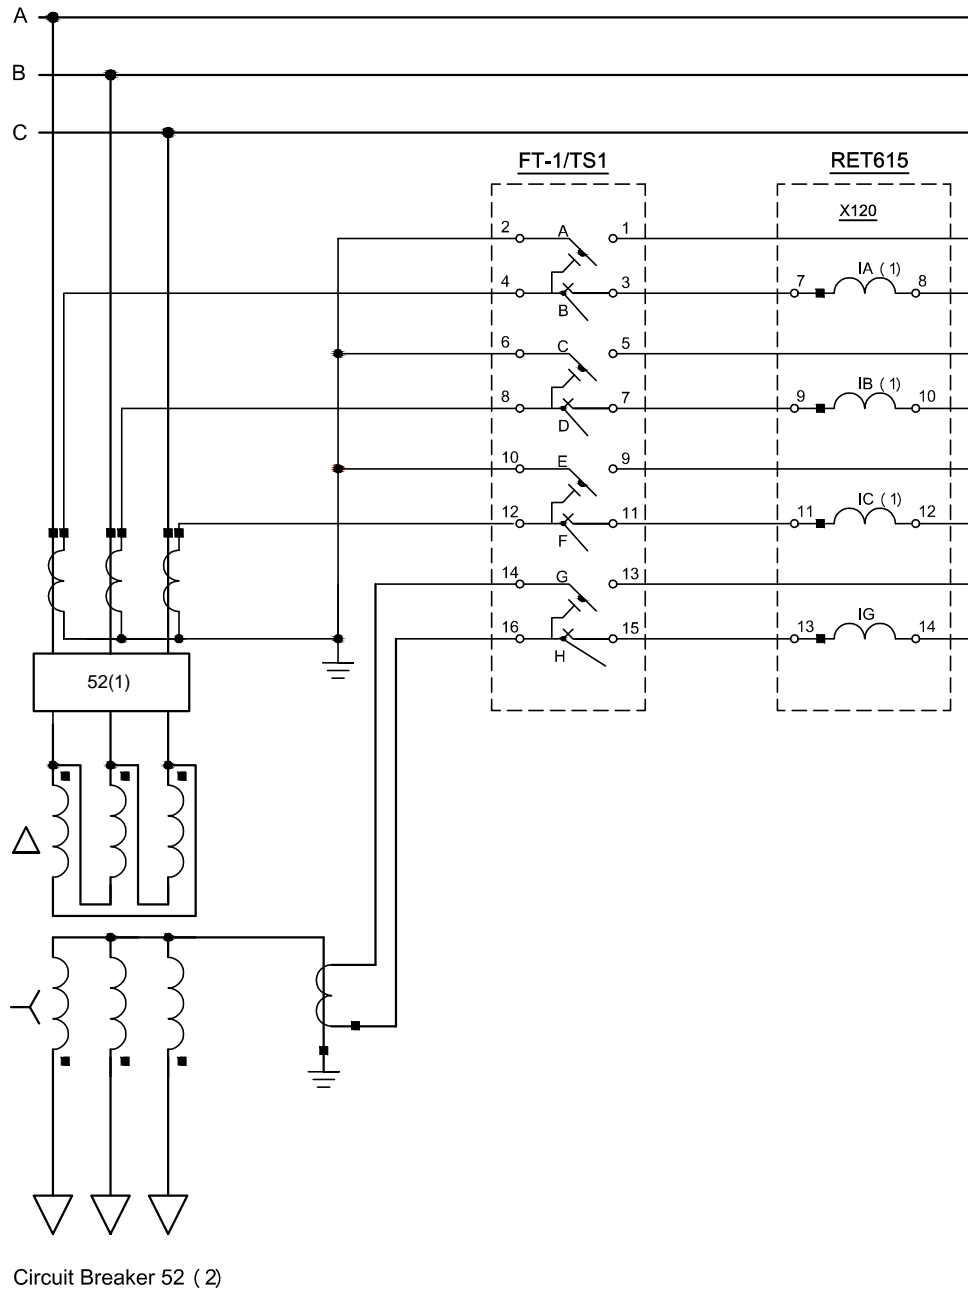 A
B
C
FT-1/TS1
RET615
X120
2 A 1
IA (1)
4 3 7 8
B
6 C 5
IB (1)
8 7 9 10
D
10 E 9
IC (1)
12 11 11 12
F
14 G 13
IG
16 15 13 14
H
52(1)
Circuit Breaker 52 (2)